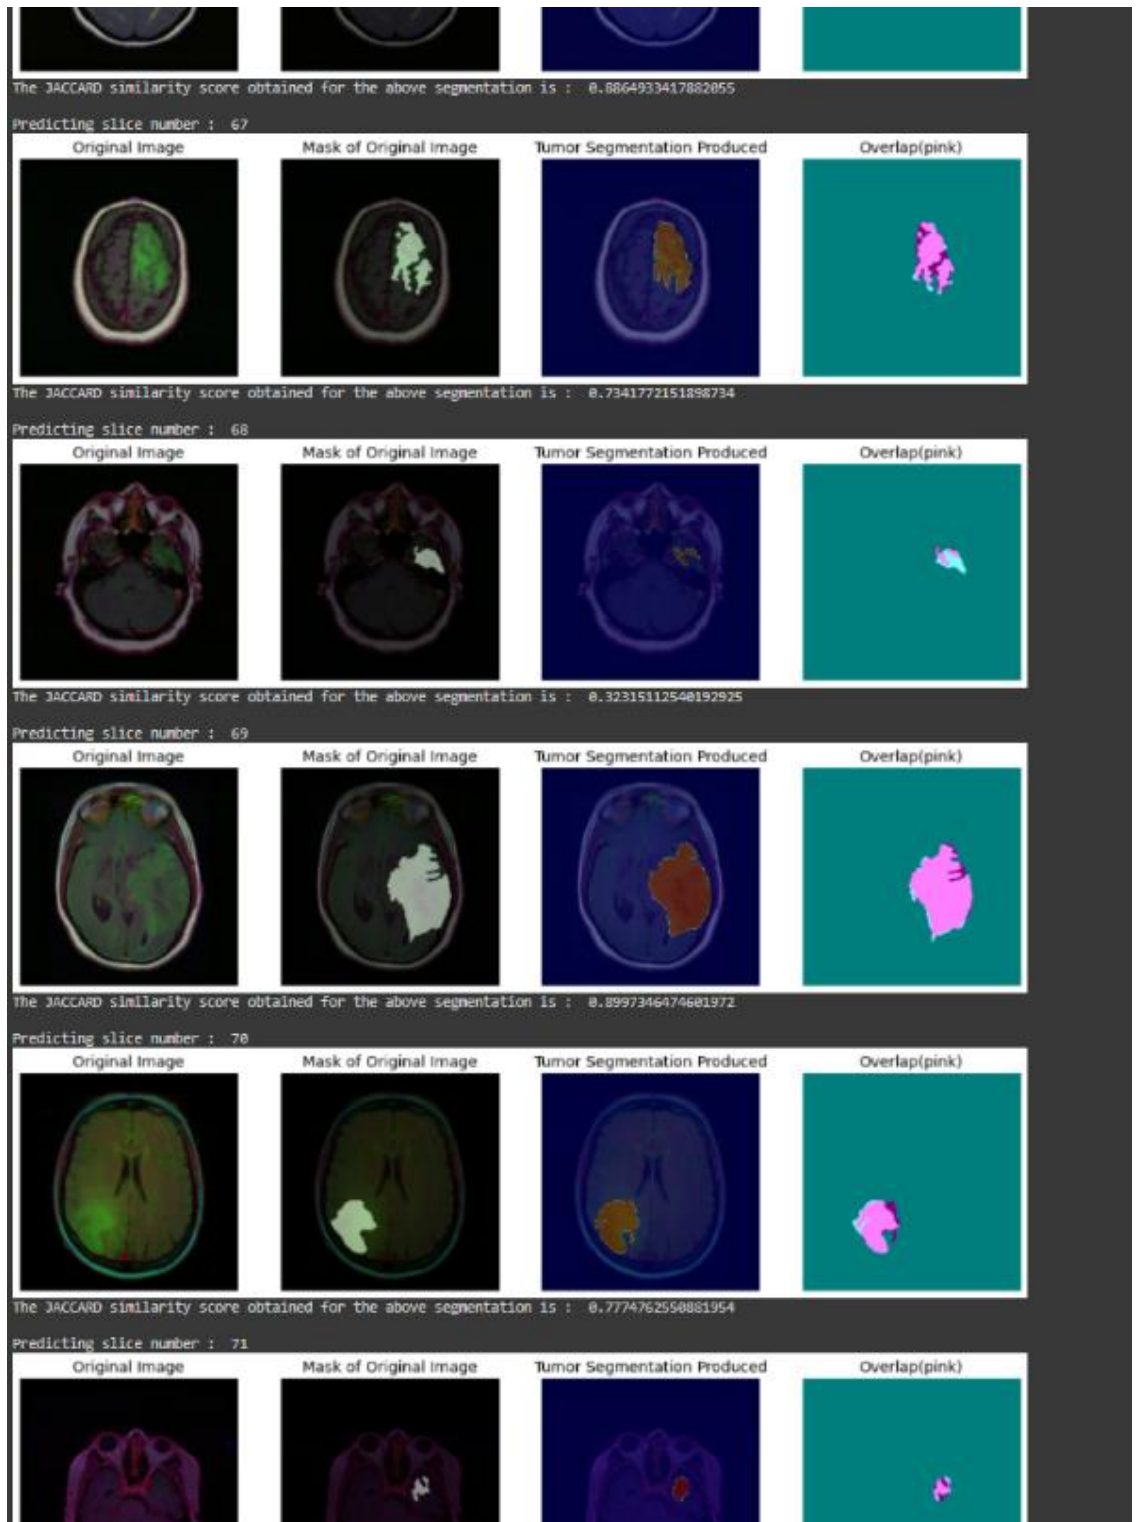 The JACCARD similarity score obtained for the above segmentation is :  0.8864933417882055
Predicting slice number :  67
Original Image Mask of Original Image Tumor Segmentation Produced Overlap(pink)
The JACCARD similarity score obtained for the above segmentation is :  0.7341772151898734
Predicting slice number :  68
Original Image Mask of Original Image Tumor Segmentation Produced Overlap(pink)
The JACCARD similarity score obtained for the above segmentation is :  0.32315112540192925
Predicting slice number :  69
Original Image Mask of Original Image Tumor Segmentation Produced Overlap(pink)
The JACCARD similarity score obtained for the above segmentation is :  0.8997346474601972
Predicting slice number :  70
Original Image Mask of Original Image Tumor Segmentation Produced Overlap(pink)
The JACCARD similarity score obtained for the above segmentation is :  0.7774762550881954
Predicting slice number :  71
Original Image Mask of Original Image Tumor Segmentation Produced Overlap(pink)